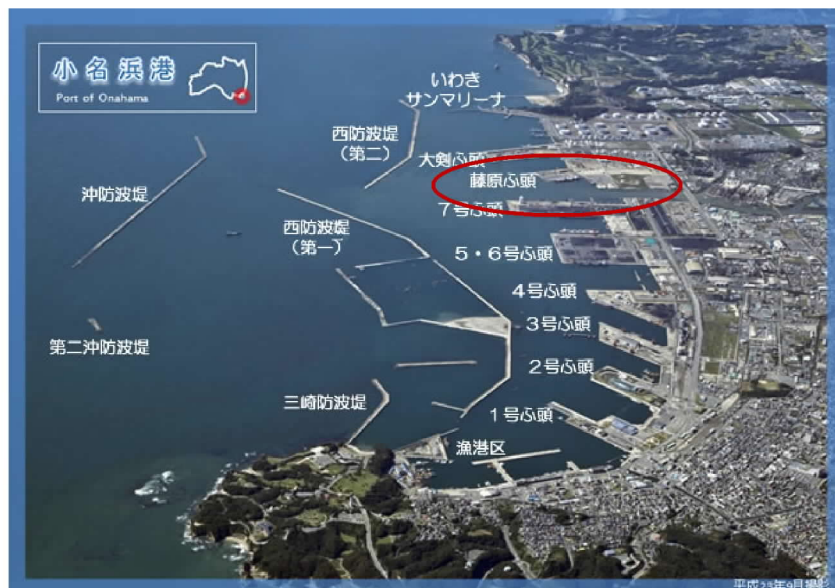 小名浜港
Port of Onahama
いわき
サンマリーナ
西防波堤
（第二）
大剣ふ頭
藤原ふ頭
沖防波堤
7号ふ頭
西防波堤
（第一）
5・6号ふ頭
4号ふ頭
3号ふ頭
第二沖防波堤
2号ふ頭
三崎防波堤
1号ふ頭
漁港区